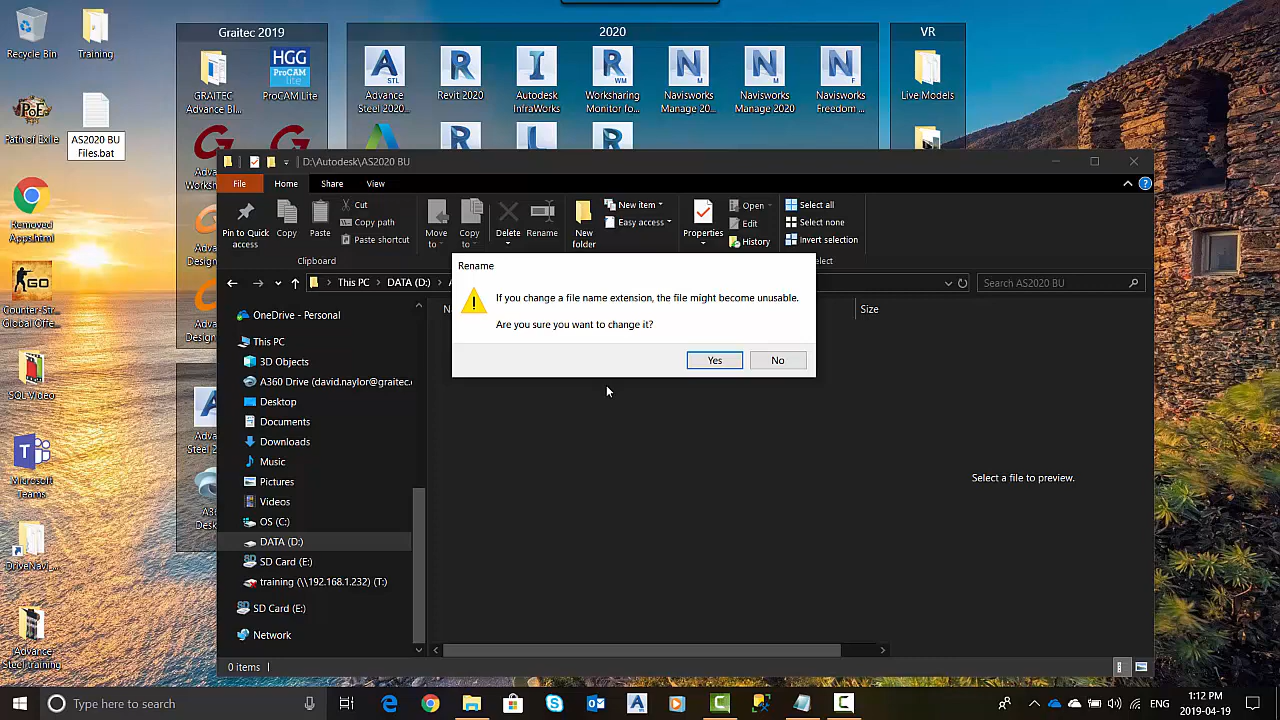 Recycle Bin
Training
Path of Exile
AS2020 BU
Files.bat
Removed
Apps.html
Counter-Str...
Global Offe...
SQL Video
Microsoft
Teams
DriveNavi...
Advance
Steel training
Graitec 2019
GRAITEC
Advance BI...
HGG
ProCAM
lite
ProCAM Lite
2020
STL
Advance
Steel 2020...
Revit 2020
Autodesk
InfraWorks
WM
Worksharing
Monitor fo...
M
Navisworks
Manage 20...
M
Navisworks
Manage 2020
F
Navisworks
Freedom ...
VR
Live Models
D:\Autodesk\AS2020 BU
File
Home
Share
View
Pin to Quick
access
Copy
Paste
Cut
Copy path
Paste shortcut
Clipboard
Move
to
Copy
to
Delete
Rename
New
folder
New item
Easy access
Properties
Open
Edit
History
Select all
Select none
Invert selection
This PC
DATA (D:)
Search AS2020 BU
Size
OneDrive - Personal
This PC
3D Objects
A360 Drive (david.naylor@graitec.
Desktop
Documents
Downloads
Music
Pictures
Videos
OS (C:)
DATA (D:)
SD Card (E:)
training (\\192.168.1.232) (T:)
SD Card (E:)
Network
Rename
If you change a file name extension, the file might become unusable.
Are you sure you want to change it?
Yes
No
Select a file to preview.
0 items
Type here to search
ENG
1:12 PM
2019-04-19